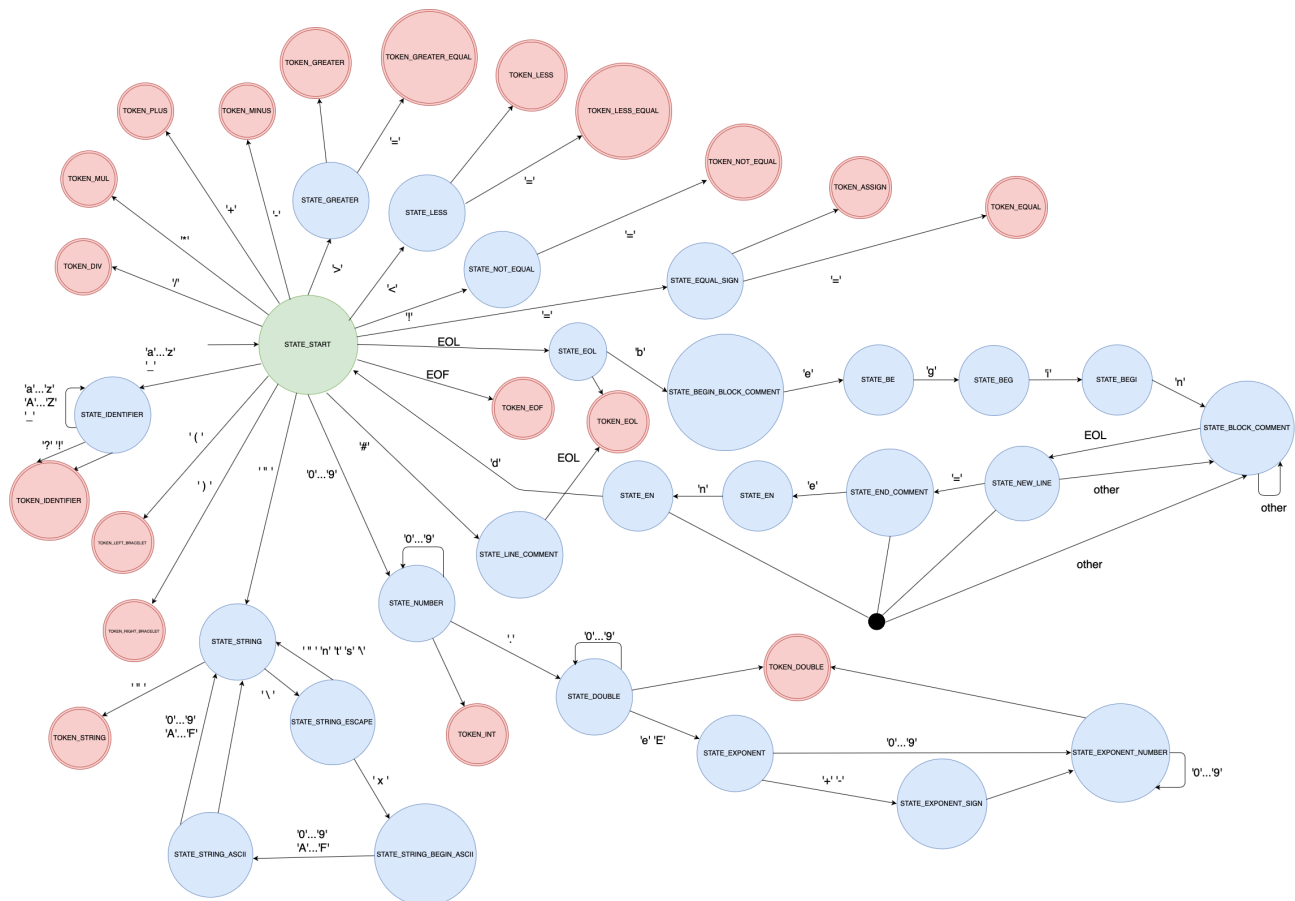 TOKEN_GREATER
TOKEN_GREATER_EQUAL
TOKEN_LESS
TOKEN_LESS_EQUAL
TOKEN_PLUS
TOKEN_MINUS
'='
TOKEN_NOT_EQUAL
TOKEN_MUL
'='
TOKEN_ASSIGN
STATE_GREATER
TOKEN_EQUAL
'+'
'-'
STATE_LESS
'*'
'='
TOKEN_DIV
'>'
STATE_NOT_EQUAL
'/'
'<'
STATE_EQUAL_SIGN
'='
'!'
'='
STATE_START
EOL
STATE_EOL
'b'
'a'...'z'
'_'
EOF
'e'
'g'
'i'
'n'
STATE_BEGIN_BLOCK_COMMENT
STATE_BE
STATE_BEG
STATE_BEGI
'a'...'z'
'A'...'Z'
'_'
STATE_IDENTIFIER
TOKEN_EOF
TOKEN_EOL
STATE_BLOCK_COMMENT
'?' '!'
' ( '
'#'
EOL
EOL
'd'
' " '
'0'...'9'
' ) '
TOKEN_IDENTIFIER
STATE_EN
'n'
STATE_EN
'e'
STATE_END_COMMENT
'='
STATE_NEW_LINE
other
other
TOKEN_LEFT_BRACELET
'0'...'9'
STATE_LINE_COMMENT
other
STATE_NUMBER
TOKEN_RIGHT_BRACELET
STATE_STRING
' " ' 'n' 't' 's' '\'
'.'
'0'...'9'
TOKEN_DOUBLE
' " '
' \ '
STATE_DOUBLE
'0'...'9'
'A'...'F'
STATE_STRING_ESCAPE
TOKEN_STRING
TOKEN_INT
'e' 'E'
STATE_EXPONENT
'0'...'9'
STATE_EXPONENT_NUMBER
' x '
'+' '-'
'0'...'9'
STATE_EXPONENT_SIGN
'0'...'9'
'A'...'F'
STATE_STRING_ASCII
STATE_STRING_BEGIN_ASCII